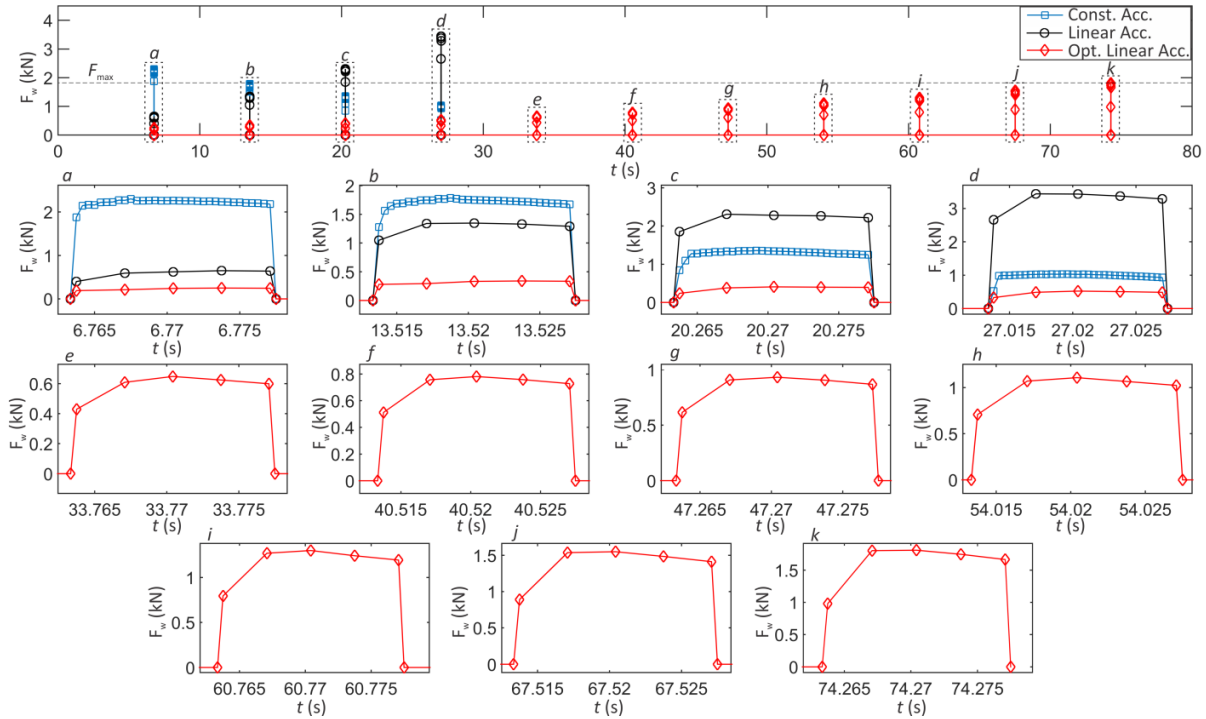 F_w (kN)
4
3
2
1
0
F_max
a
b
c
d
e
f
g
h
i
j
k
Const. Acc.
Linear Acc.
Opt. Linear Acc.
0 10 20 30 40 50 60 70 80
t (s)
a
F_w (kN)
2
1
0
6.765 6.77 6.775
t (s)
b
F_w (kN)
2
1.5
1
0.5
0
13.515 13.52 13.525
t (s)
c
F_w (kN)
3
2
1
0
20.265 20.27 20.275
t (s)
d
F_w (kN)
3
2
1
0
27.015 27.02 27.025
t (s)
e
F_w (kN)
0.6
0.4
0.2
0
33.765 33.77 33.775
t (s)
f
F_w (kN)
0.8
0.6
0.4
0.2
0
40.515 40.52 40.525
t (s)
g
F_w (kN)
1
0.5
0
47.265 47.27 47.275
t (s)
h
F_w (kN)
1
0.5
0
54.015 54.02 54.025
t (s)
i
F_w (kN)
1
0.5
0
60.765 60.77 60.775
t (s)
j
F_w (kN)
1.5
1
0.5
0
67.515 67.52 67.525
t (s)
k
F_w (kN)
2
1.5
1
0.5
0
74.265 74.27 74.275
t (s)